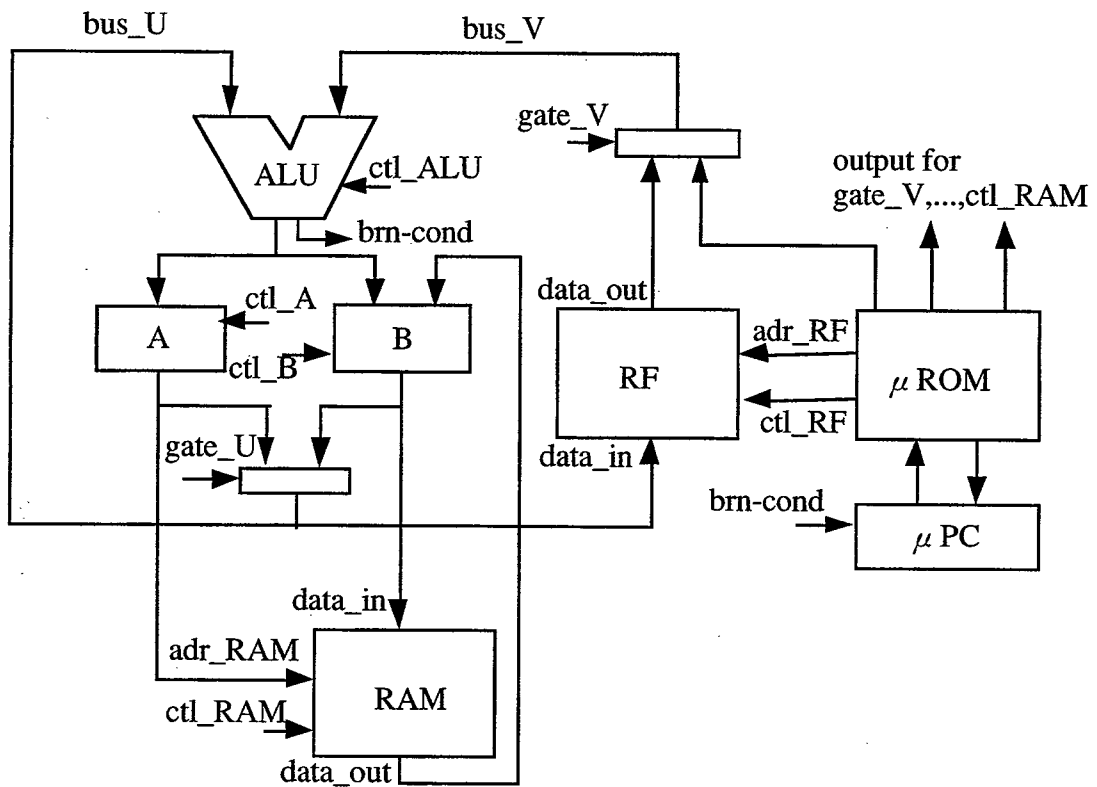 bus_U
bus_V
gate_V
output for
gate_V,...,ctl_RAM
ALU
ctl_ALU
brn-cond
data_out
ctl_A
A
B
ctl_B
adr_RF
RF
μ ROM
ctl_RF
gate_U
data_in
brn-cond
μ PC
data_in
adr_RAM
RAM
ctl_RAM
data_out